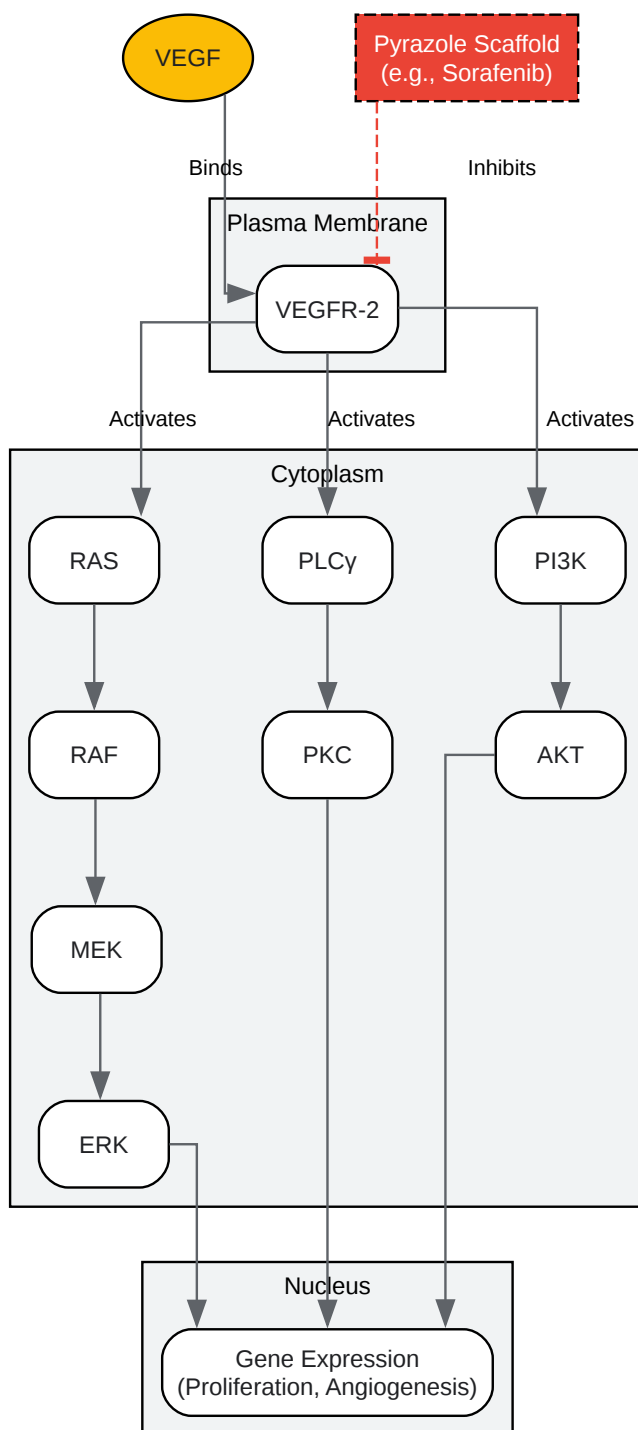 VEGF
Pyrazole Scaffold
(e.g., Sorafenib)
Binds
Inhibits
Plasma Membrane
VEGFR-2
Activates
Activates
Activates
Cytoplasm
RAS
PLCγ
PI3K
RAF
PKC
AKT
MEK
ERK
Nucleus
Gene Expression
(Proliferation, Angiogenesis)